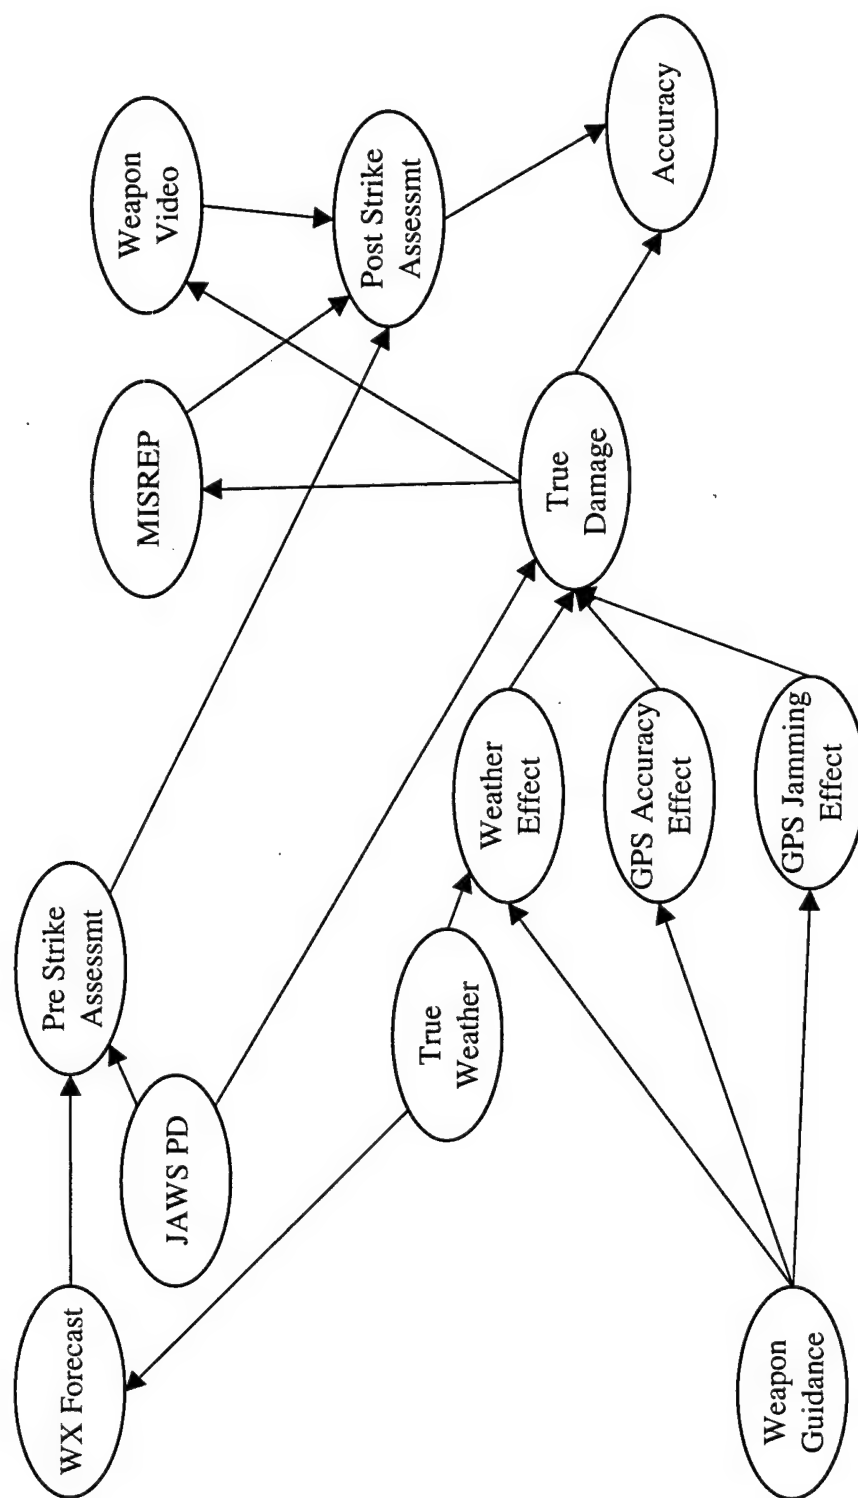 WX Forecast
Pre Strike
Assessmt
JAWS PD
MISREP
Weapon
Video
Post Strike
Assessmt
True
Weather
Weather
Effect
True
Damage
GPS Accuracy
Effect
Accuracy
GPS Jamming
Effect
Weapon
Guidance